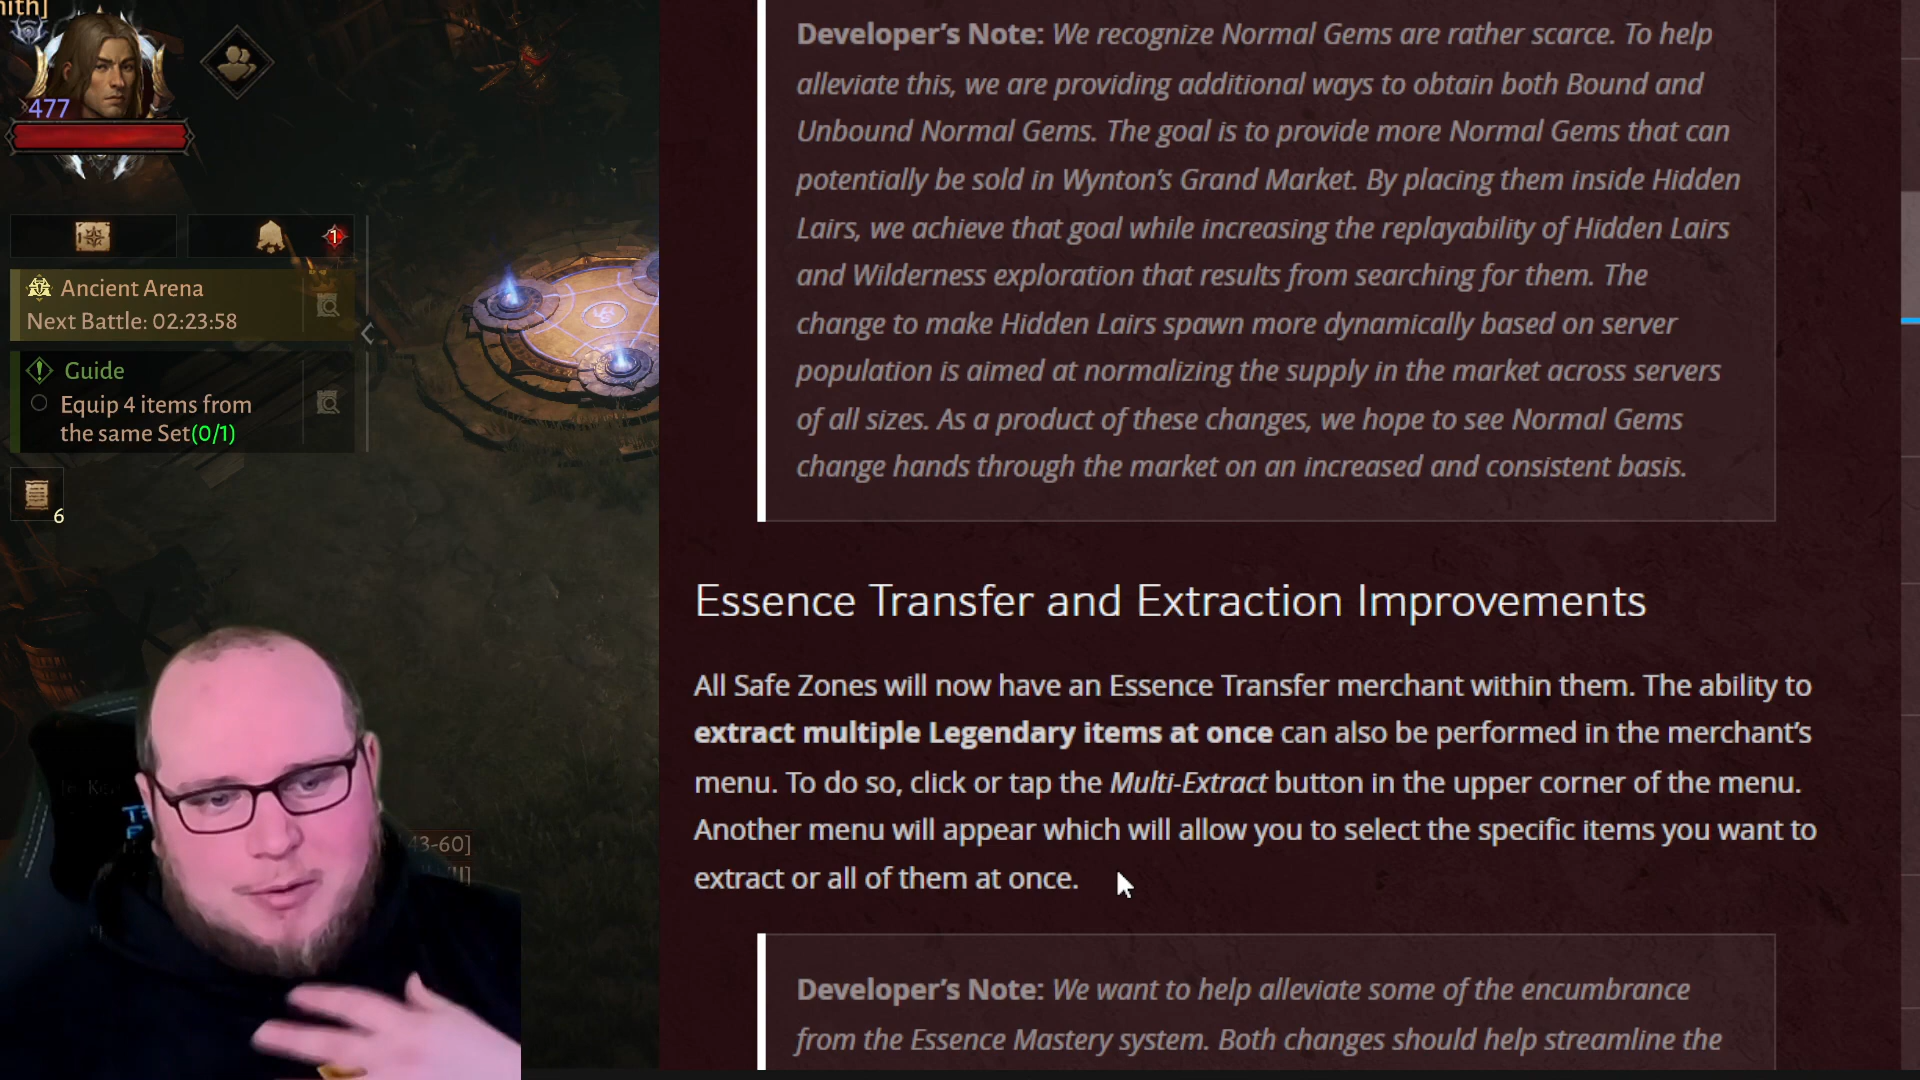 nith]
477
1
Ancient Arena
Next Battle: 02:23:58
Guide
Equip 4 items from
the same Set(0/1)
6
43-60]
Developer's Note: We recognize Normal Gems are rather scarce. To help
alleviate this, we are providing additional ways to obtain both Bound and
Unbound Normal Gems. The goal is to provide more Normal Gems that can
potentially be sold in Wynton's Grand Market. By placing them inside Hidden
Lairs, we achieve that goal while increasing the replayability of Hidden Lairs
and Wilderness exploration that results from searching for them. The
change to make Hidden Lairs spawn more dynamically based on server
population is aimed at normalizing the supply in the market across servers
of all sizes. As a product of these changes, we hope to see Normal Gems
change hands through the market on an increased and consistent basis.
Essence Transfer and Extraction Improvements
All Safe Zones will now have an Essence Transfer merchant within them. The ability to
extract multiple Legendary items at once can also be performed in the merchant's
menu. To do so, click or tap the Multi-Extract button in the upper corner of the menu.
Another menu will appear which will allow you to select the specific items you want to
extract or all of them at once.
Developer's Note: We want to help alleviate some of the encumbrance
from the Essence Mastery system. Both changes should help streamline the